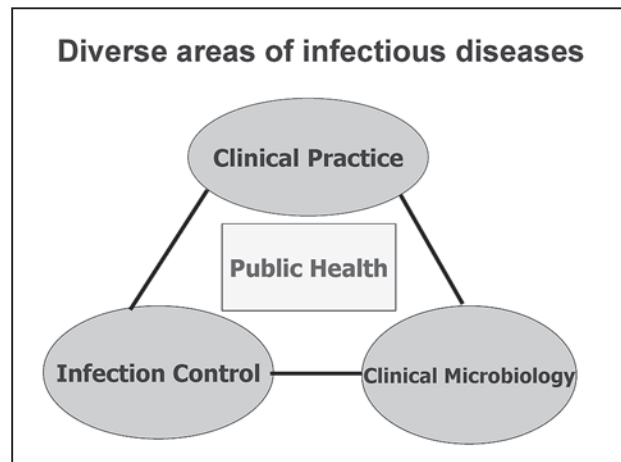 Diverse areas of infectious diseases
Clinical Practice
Public Health
Infection Control
Clinical Microbiology